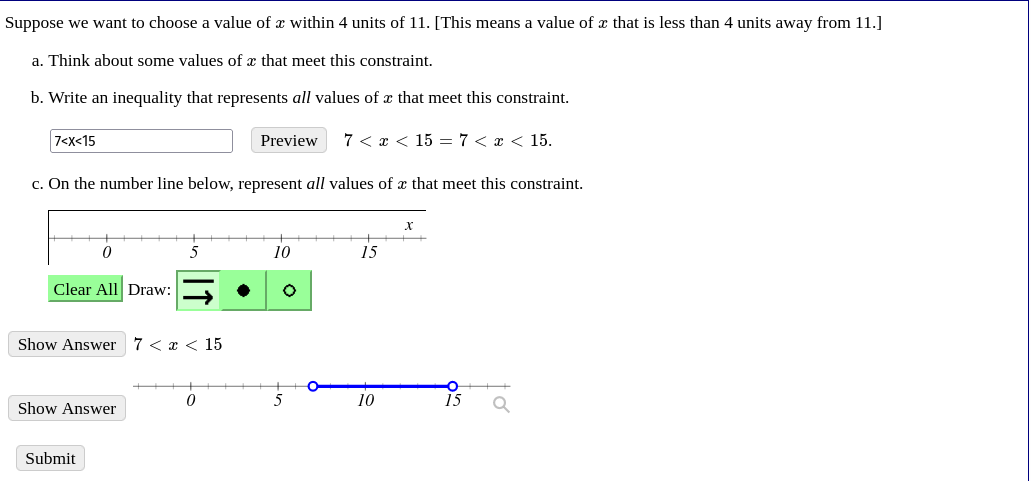 Suppose we want to choose a value of x within 4 units of 11. [This means a value of x that is less than 4 units away from 11.]
a. Think about some values of x that meet this constraint.
b. Write an inequality that represents all values of x that meet this constraint.
7<x<15 Preview 7 < x < 15 = 7 < x < 15.
c. On the number line below, represent all values of x that meet this constraint.
x
0 5 10 15
Clear All Draw:
Show Answer 7 < x < 15
0 5 10 15
Show Answer
Submit